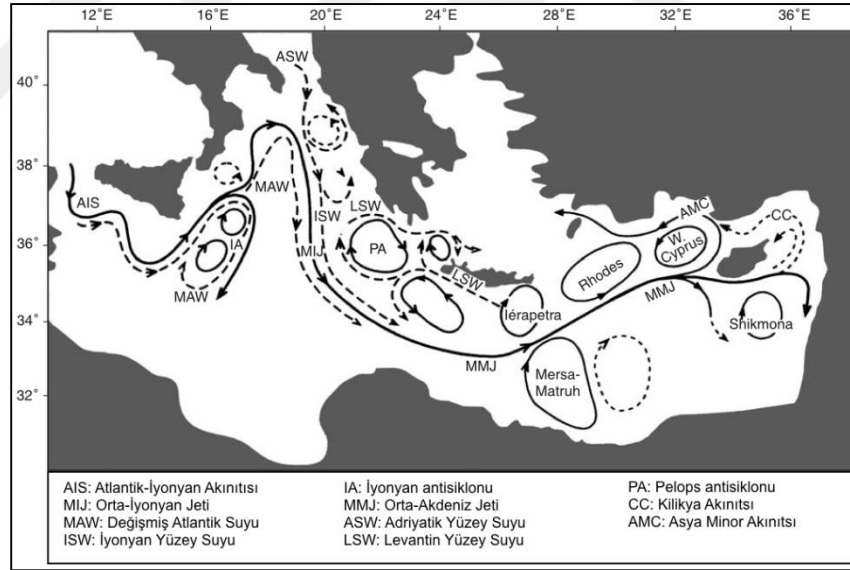 12° E 16° E 20° E 24° E 28° E 32° E 36° E
40°
38°
36°
34°
32°
ASW
AIS
MAW
MAW
IA
ISW
MIJ
LSW
PA
LSW
AMC
CC
W.
Cyprus
Rhodes
MMJ
Iérapetra
Shikmona
MMJ
Mersa-
Matruh
AIS: Atlantik-İyonyan Akınıtısı
MIJ: Orta-İyonyan Jeti
MAW: Değişmiş Atlantik Suyu
ISW: İyonyan Yüzey Suyu
IA: İyonyan antisiklonu
MMJ: Orta-Akdeniz Jeti
ASW: Adriyatik Yüzey Suyu
LSW: Levantin Yüzey Suyu
PA: Pelops antisiklonu
CC: Kilikya Akıntsı
AMC: Asya Minor Akıntsı